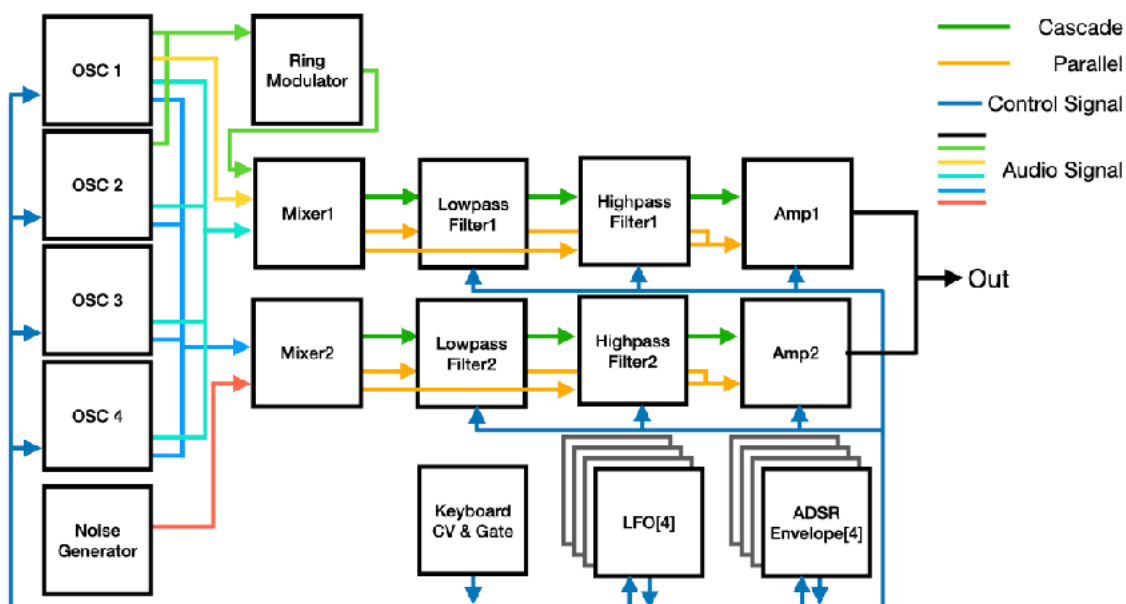 OSC 1
Ring
Modulator
Cascade
Parallel
Control Signal
Audio Signal
OSC 2
Mixer1
Lowpass
Filter1
Highpass
Filter1
Amp1
Out
OSC 3
Mixer2
Lowpass
Filter2
Highpass
Filter2
Amp2
OSC 4
Noise
Generator
Keyboard
CV & Gate
LFO[4]
ADSR
Envelope[4]